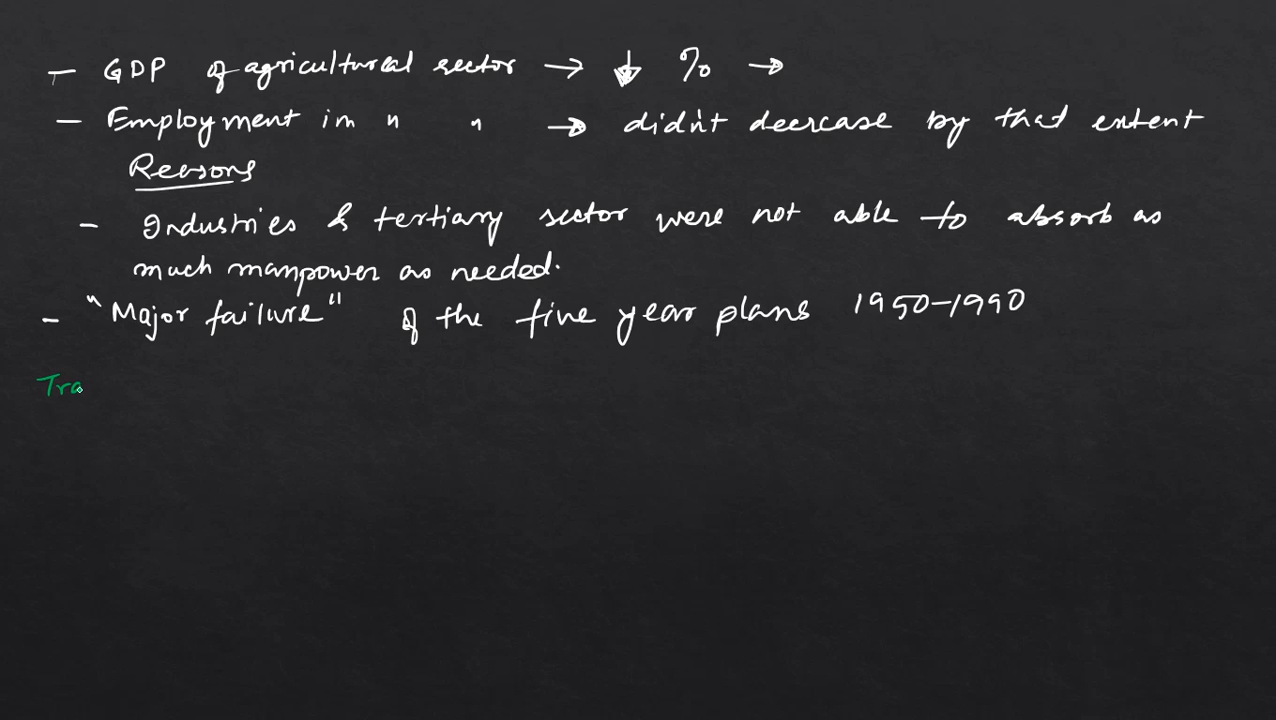 - GDP of agricultural sector → ↓ % →
- Employment in " " → didn't decrease by that extent
Reasons
- Industries & tertiary sector were not able to absorb as
much manpower as needed.
- "Major failure" of the five year plans 1950-1990
Tra